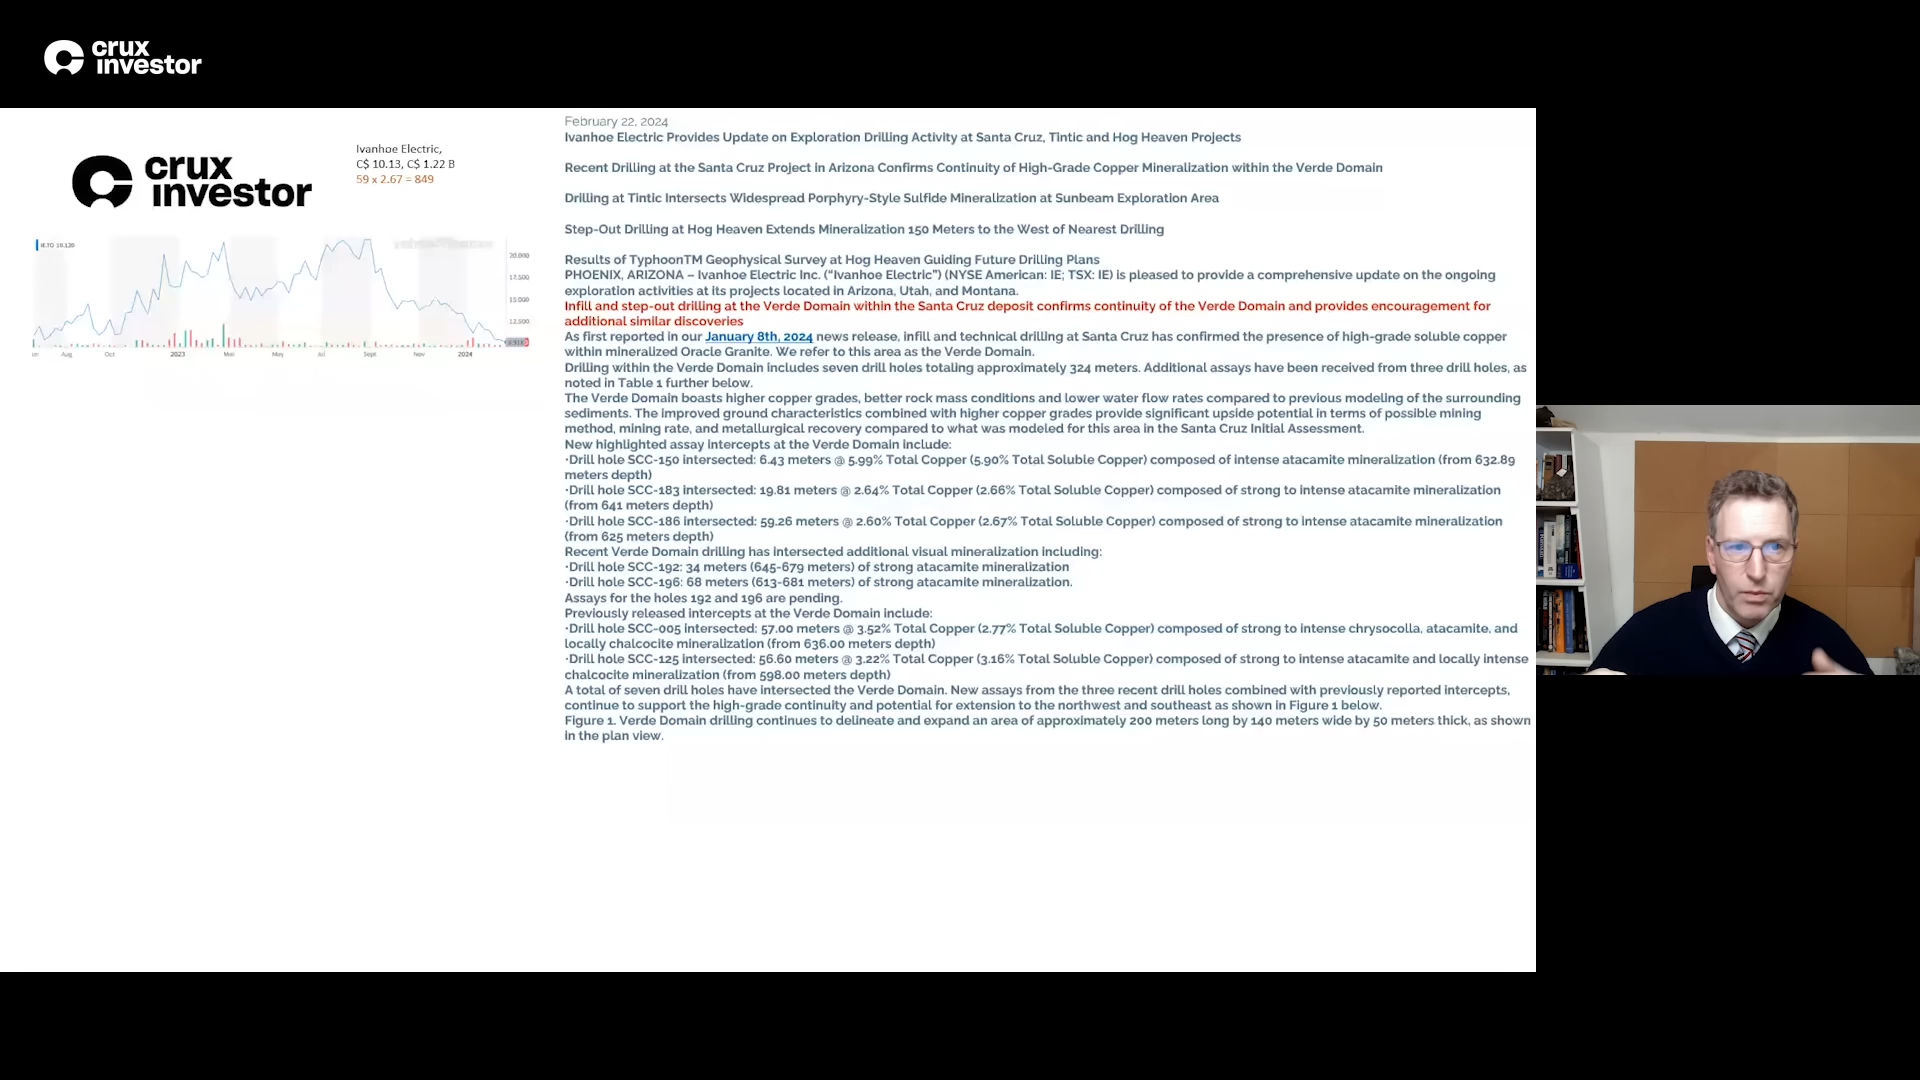 crux
investor
crux
investor
Ivanhoe Electric,
C$ 10.13, C$ 1.22 B
59 x 2.67 = 849
IE.TO 10.120
20.000
17.500
15.000
12.500
Aug
Oct
2023
Mar
May
Jul
Sept
Nov
2024
February 22, 2024
Ivanhoe Electric Provides Update on Exploration Drilling Activity at Santa Cruz, Tintic and Hog Heaven Projects
Recent Drilling at the Santa Cruz Project in Arizona Confirms Continuity of High-Grade Copper Mineralization within the Verde Domain
Drilling at Tintic Intersects Widespread Porphyry-Style Sulfide Mineralization at Sunbeam Exploration Area
Step-Out Drilling at Hog Heaven Extends Mineralization 150 Meters to the West of Nearest Drilling
Results of TyphoonTM Geophysical Survey at Hog Heaven Guiding Future Drilling Plans
PHOENIX, ARIZONA – Ivanhoe Electric Inc. (“Ivanhoe Electric”) (NYSE American: IE; TSX: IE) is pleased to provide a comprehensive update on the ongoing
exploration activities at its projects located in Arizona, Utah, and Montana.
Infill and step-out drilling at the Verde Domain within the Santa Cruz deposit confirms continuity of the Verde Domain and provides encouragement for
additional similar discoveries
As first reported in our January 8th, 2024 news release, infill and technical drilling at Santa Cruz has confirmed the presence of high-grade soluble copper
within mineralized Oracle Granite. We refer to this area as the Verde Domain.
Drilling within the Verde Domain includes seven drill holes totaling approximately 324 meters. Additional assays have been received from three drill holes, as
noted in Table 1 further below.
The Verde Domain boasts higher copper grades, better rock mass conditions and lower water flow rates compared to previous modeling of the surrounding
sediments. The improved ground characteristics combined with higher copper grades provide significant upside potential in terms of possible mining
method, mining rate, and metallurgical recovery compared to what was modeled for this area in the Santa Cruz Initial Assessment.
New highlighted assay intercepts at the Verde Domain include:
•Drill hole SCC-150 intersected: 6.43 meters @ 5.99% Total Copper (5.90% Total Soluble Copper) composed of intense atacamite mineralization (from 632.89
meters depth)
•Drill hole SCC-183 intersected: 19.81 meters @ 2.64% Total Copper (2.66% Total Soluble Copper) composed of strong to intense atacamite mineralization
(from 641 meters depth)
•Drill hole SCC-186 intersected: 59.26 meters @ 2.60% Total Copper (2.67% Total Soluble Copper) composed of strong to intense atacamite mineralization
(from 625 meters depth)
Recent Verde Domain drilling has intersected additional visual mineralization including:
•Drill hole SCC-192: 34 meters (645-679 meters) of strong atacamite mineralization
•Drill hole SCC-196: 68 meters (613-681 meters) of strong atacamite mineralization.
Assays for the holes 192 and 196 are pending.
Previously released intercepts at the Verde Domain include:
•Drill hole SCC-005 intersected: 57.00 meters @ 3.52% Total Copper (2.77% Total Soluble Copper) composed of strong to intense chrysocolla, atacamite, and
locally chalcocite mineralization (from 636.00 meters depth)
•Drill hole SCC-125 intersected: 56.60 meters @ 3.22% Total Copper (3.16% Total Soluble Copper) composed of strong to intense atacamite and locally intense
chalcocite mineralization (from 598.00 meters depth)
A total of seven drill holes have intersected the Verde Domain. New assays from the three recent drill holes combined with previously reported intercepts,
continue to support the high-grade continuity and potential for extension to the northwest and southeast as shown in Figure 1 below.
Figure 1. Verde Domain drilling continues to delineate and expand an area of approximately 200 meters long by 140 meters wide by 50 meters thick, as shown
in the plan view.